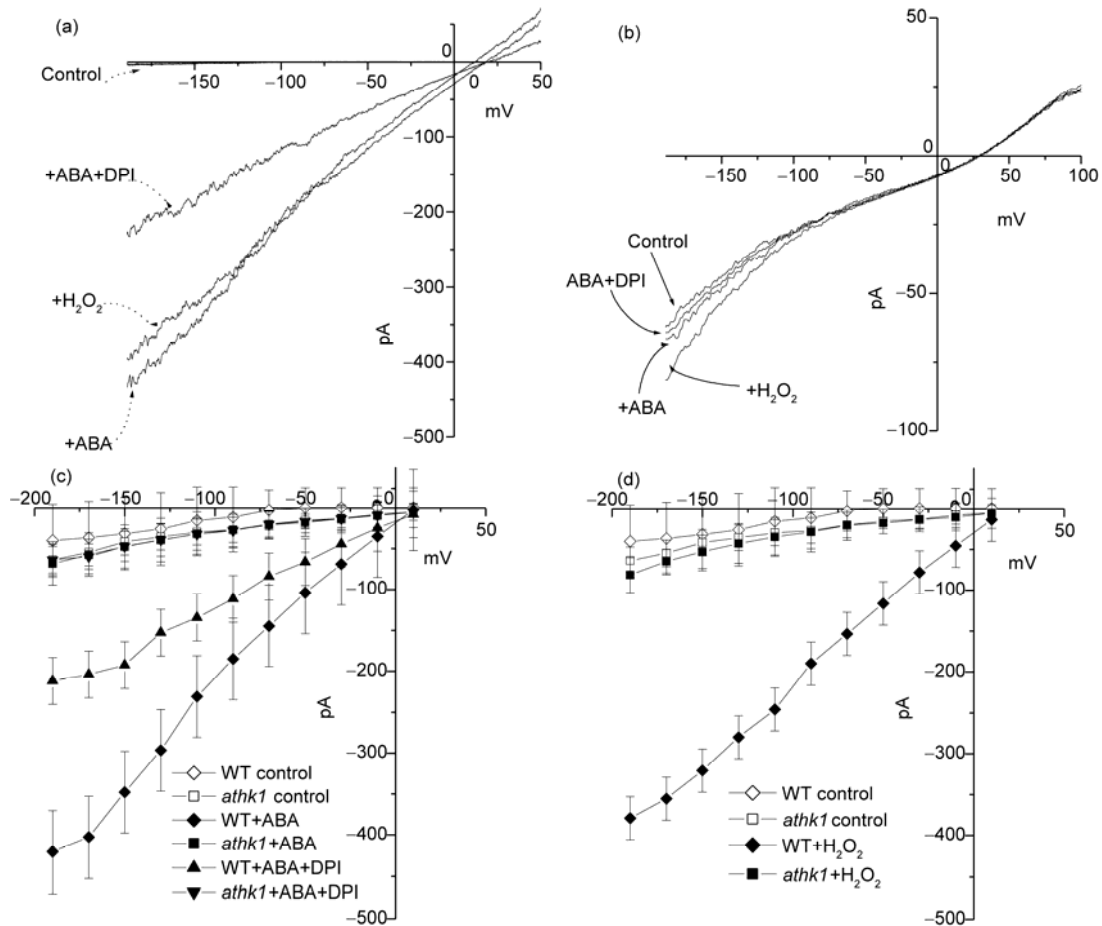 (a)
0
−150
−100
−50
50
mV
Control
−100
+ABA+DPI
−200
+H₂O₂
−300
pA
−400
+ABA
−500
(b)
50
0
−150
−100
−50
0
50
100
mV
Control
ABA+DPI
−50
pA
+ABA
+H₂O₂
−100
(c)
−200
−150
−100
−50
0
50
mV
−100
−200
pA
−300
−400
−500
WT control
athk1 control
WT+ABA
athk1+ABA
WT+ABA+DPI
athk1+ABA+DPI
(d)
−200
−150
−100
−50
0
50
mV
−100
−200
pA
−300
−400
−500
WT control
athk1 control
WT+H₂O₂
athk1+H₂O₂